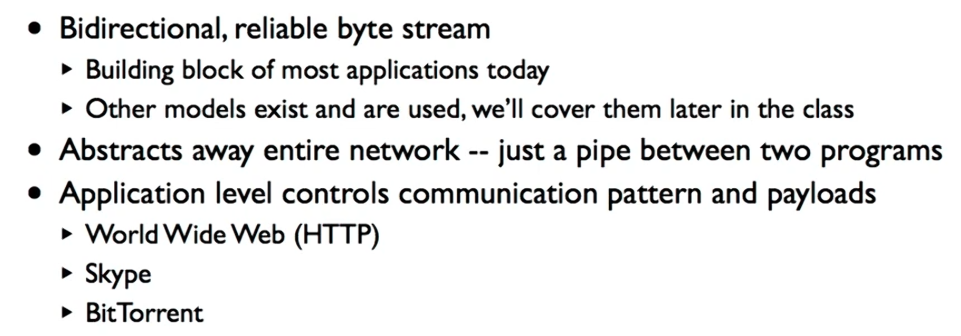 • Bidirectional, reliable byte stream
‣ Building block of most applications today
‣ Other models exist and are used, we'll cover them later in the class
• Abstracts away entire network -- just a pipe between two programs
• Application level controls communication pattern and payloads
‣ World Wide Web (HTTP)
‣ Skype
‣ BitTorrent